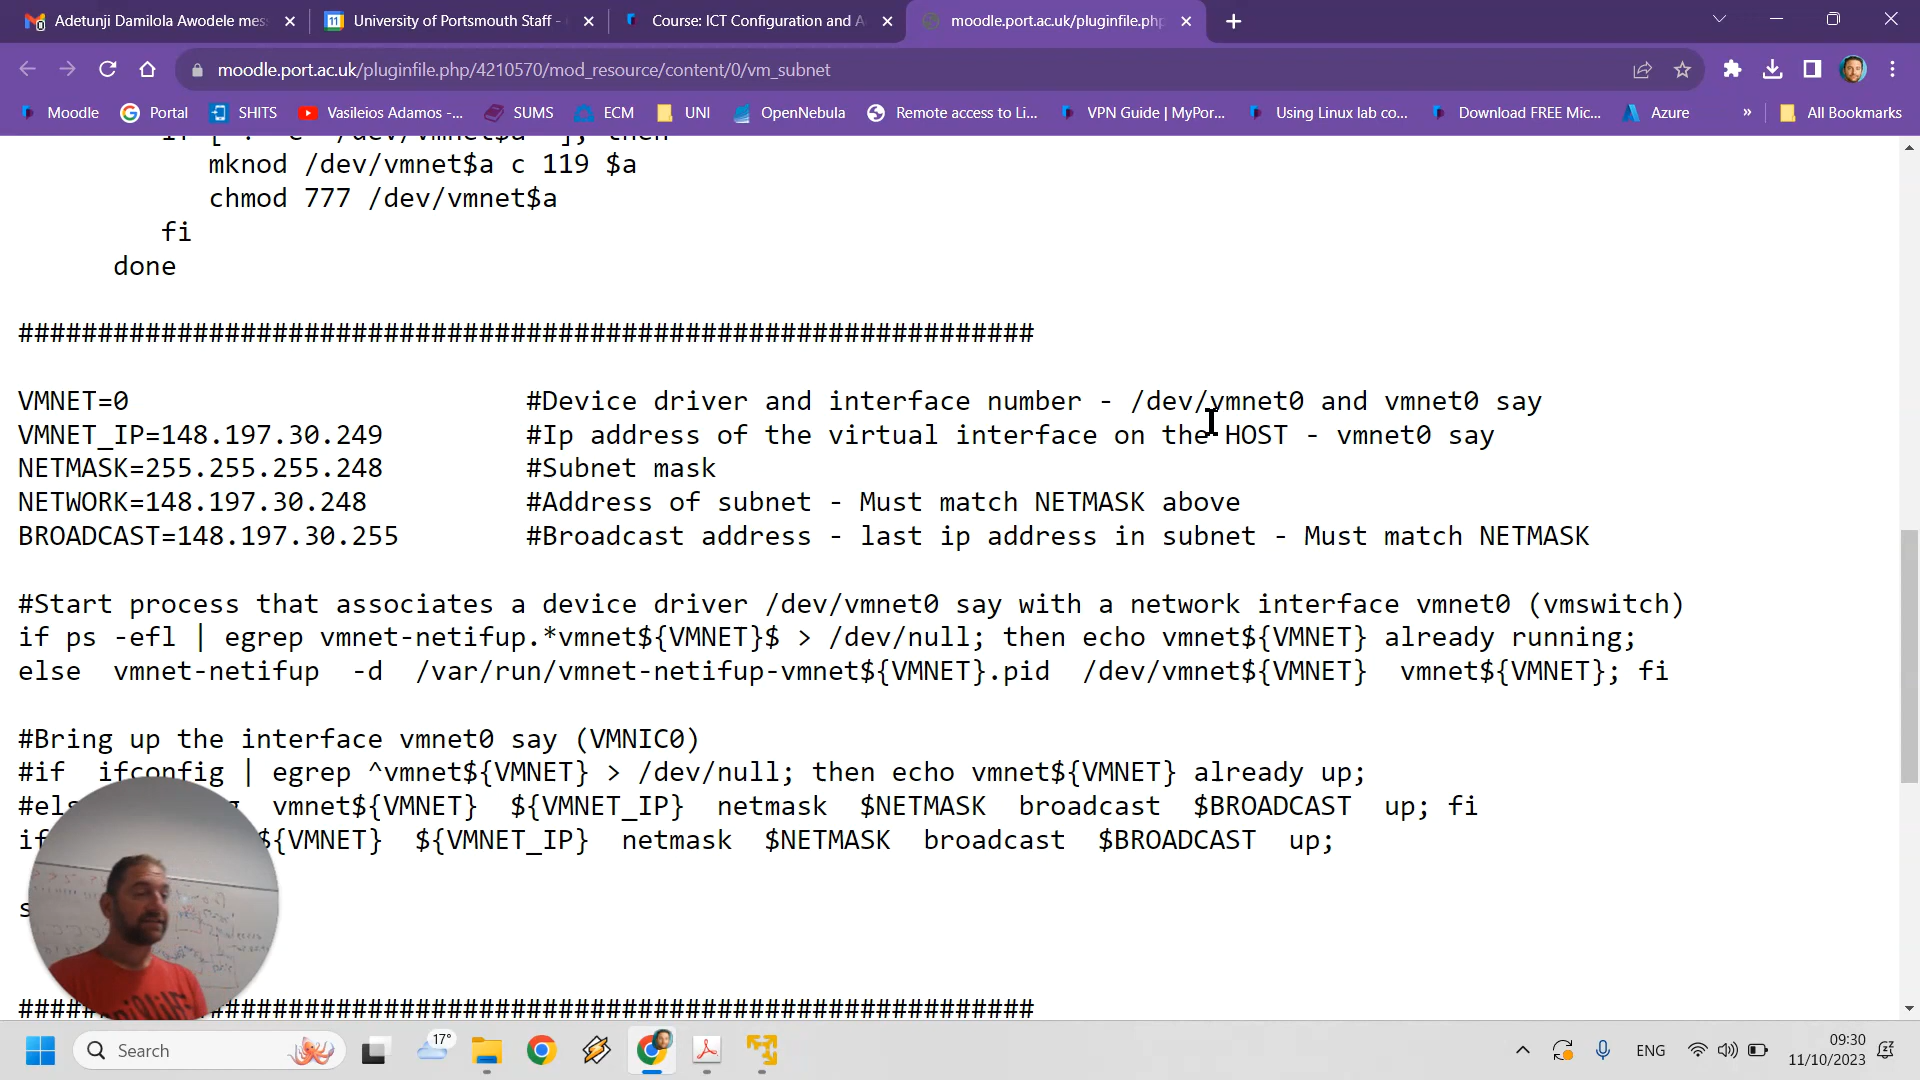 Adetunji Damilola Awodele mes
University of Portsmouth Staff -
Course: ICT Configuration and A
moodle.port.ac.uk/pluginfile.php
moodle.port.ac.uk/pluginfile.php/4210570/mod_resource/content/0/vm_subnet
Moodle
Portal
SHITS
Vasileios Adamos -...
SUMS
ECM
UNI
OpenNebula
Remote access to Li...
VPN Guide | MyPor...
Using Linux lab co...
Download FREE Mic...
Azure
»
All Bookmarks
mknod /dev/vmnet$a c 119 $a
chmod 777 /dev/vmnet$a
fi
done
################################################################
VMNET=0 #Device driver and interface number - /dev/vmnet0 and vmnet0 say
VMNET_IP=148.197.30.249 #Ip address of the virtual interface on the HOST - vmnet0 say
NETMASK=255.255.255.248 #Subnet mask
NETWORK=148.197.30.248 #Address of subnet - Must match NETMASK above
BROADCAST=148.197.30.255 #Broadcast address - last ip address in subnet - Must match NETMASK
#Start process that associates a device driver /dev/vmnet0 say with a network interface vmnet0 (vmswitch)
if ps -efl | egrep vmnet-netifup.*vmnet${VMNET}$ > /dev/null; then echo vmnet${VMNET} already running;
else vmnet-netifup -d /var/run/vmnet-netifup-vmnet${VMNET}.pid /dev/vmnet${VMNET} vmnet${VMNET}; fi
#Bring up the interface vmnet0 say (VMNIC0)
#if ifconfig | egrep ^vmnet${VMNET} > /dev/null; then echo vmnet${VMNET} already up;
vmnet${VMNET} ${VMNET_IP} netmask $NETMASK broadcast $BROADCAST up; fi
${VMNET} ${VMNET_IP} netmask $NETMASK broadcast $BROADCAST up;
################################################################
Search
17°
ENG
09:30
11/10/2023